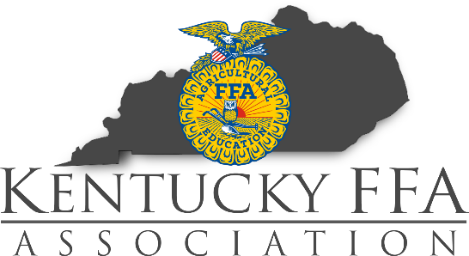 AGRICULTURAL
FFA
EDUCATION
KENTUCKY FFA
ASSOCIATION